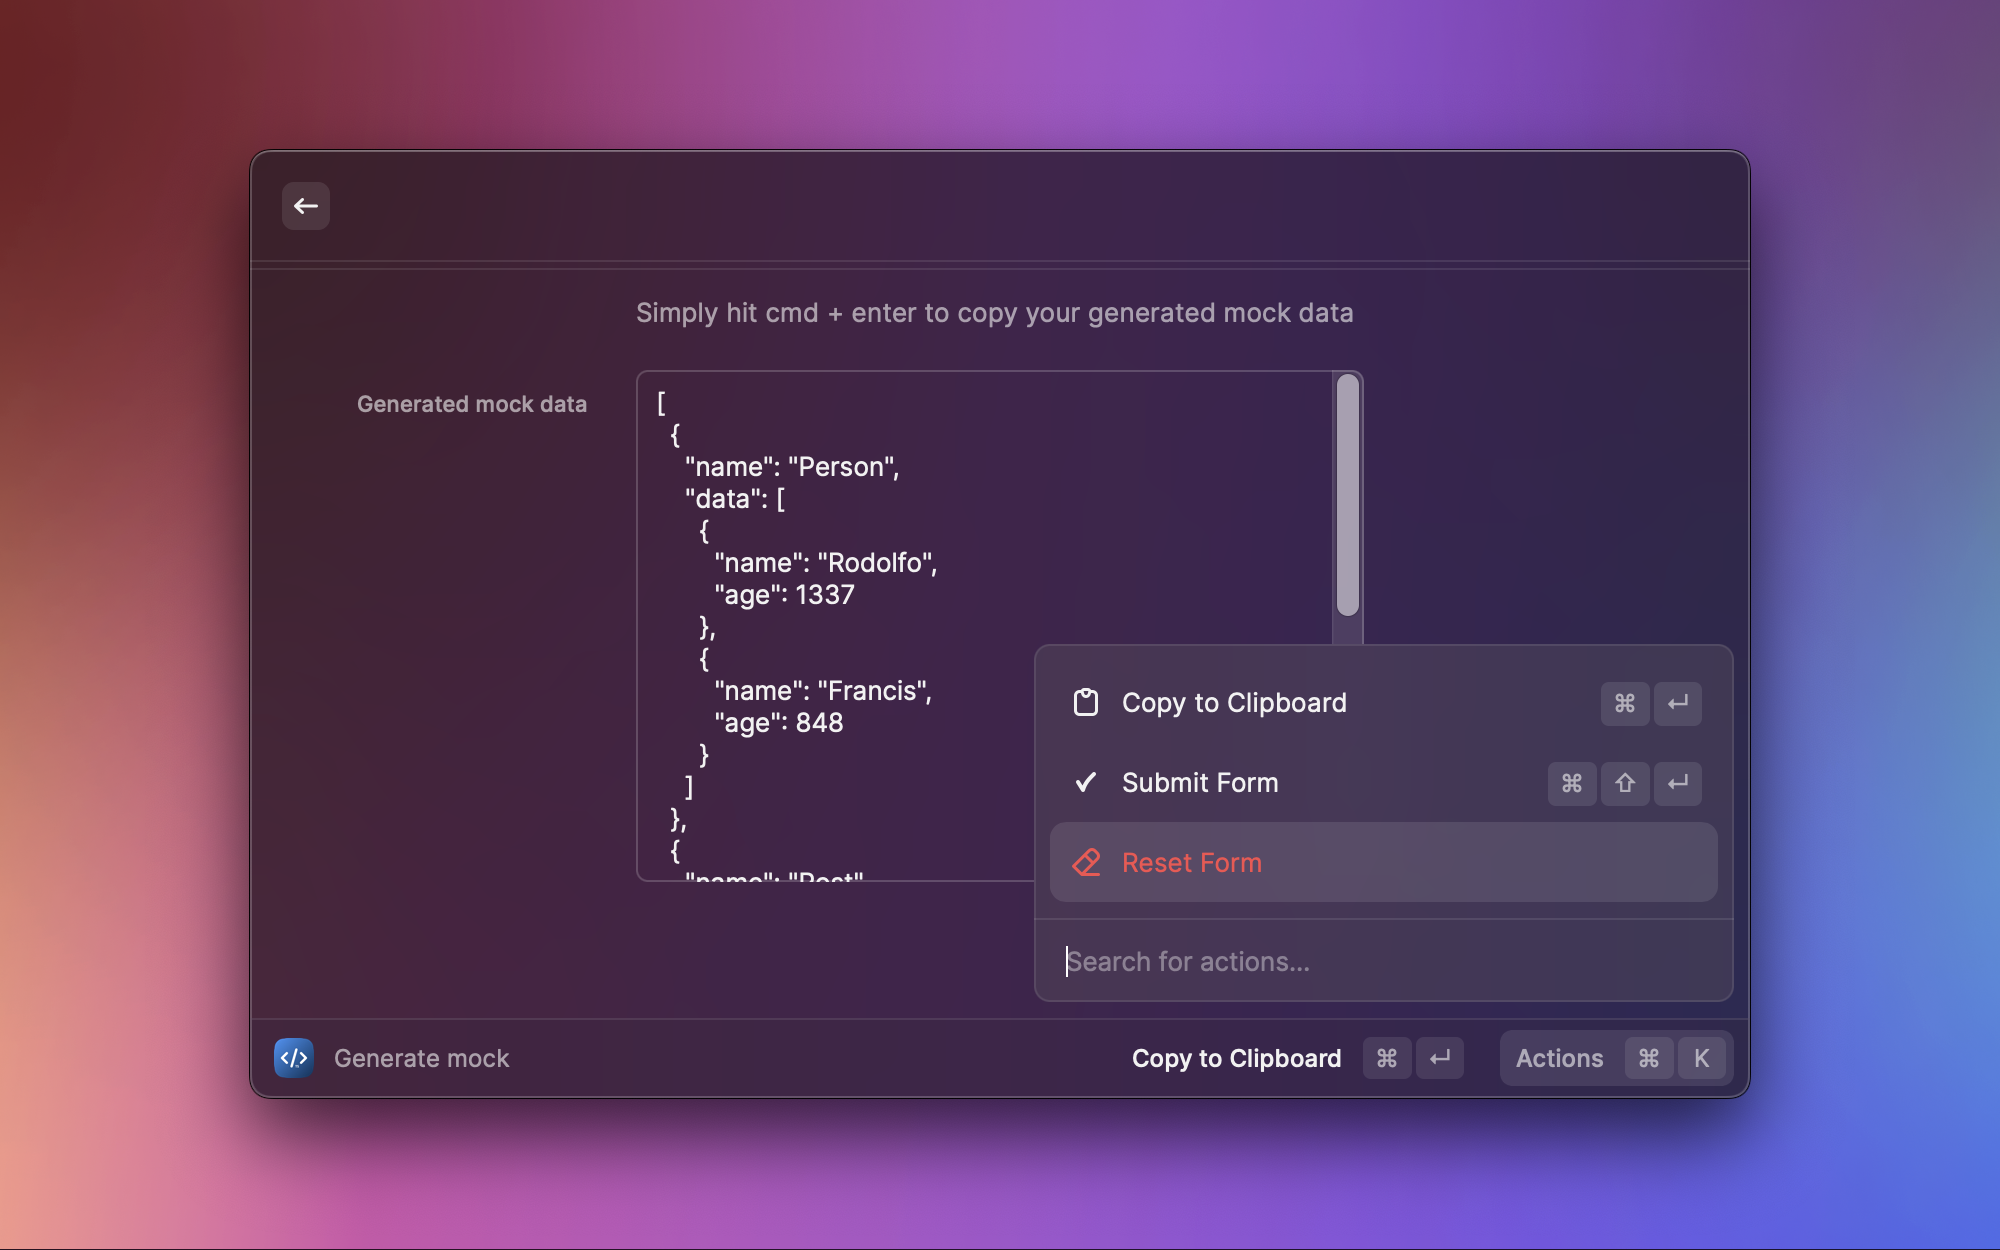 Simply hit cmd + enter to copy your generated mock data
Generated mock data
[
{
"name": "Person",
"data": [
{
"name": "Rodolfo",
"age": 1337
},
{
"name": "Francis",
"age": 848
}
]
},
{
"name": "Post"
Copy to Clipboard ⌘ ↵
Submit Form ⌘ ⇧ ↵
Reset Form
Search for actions...
</> Generate mock
Copy to Clipboard ⌘ ↵ Actions ⌘ K